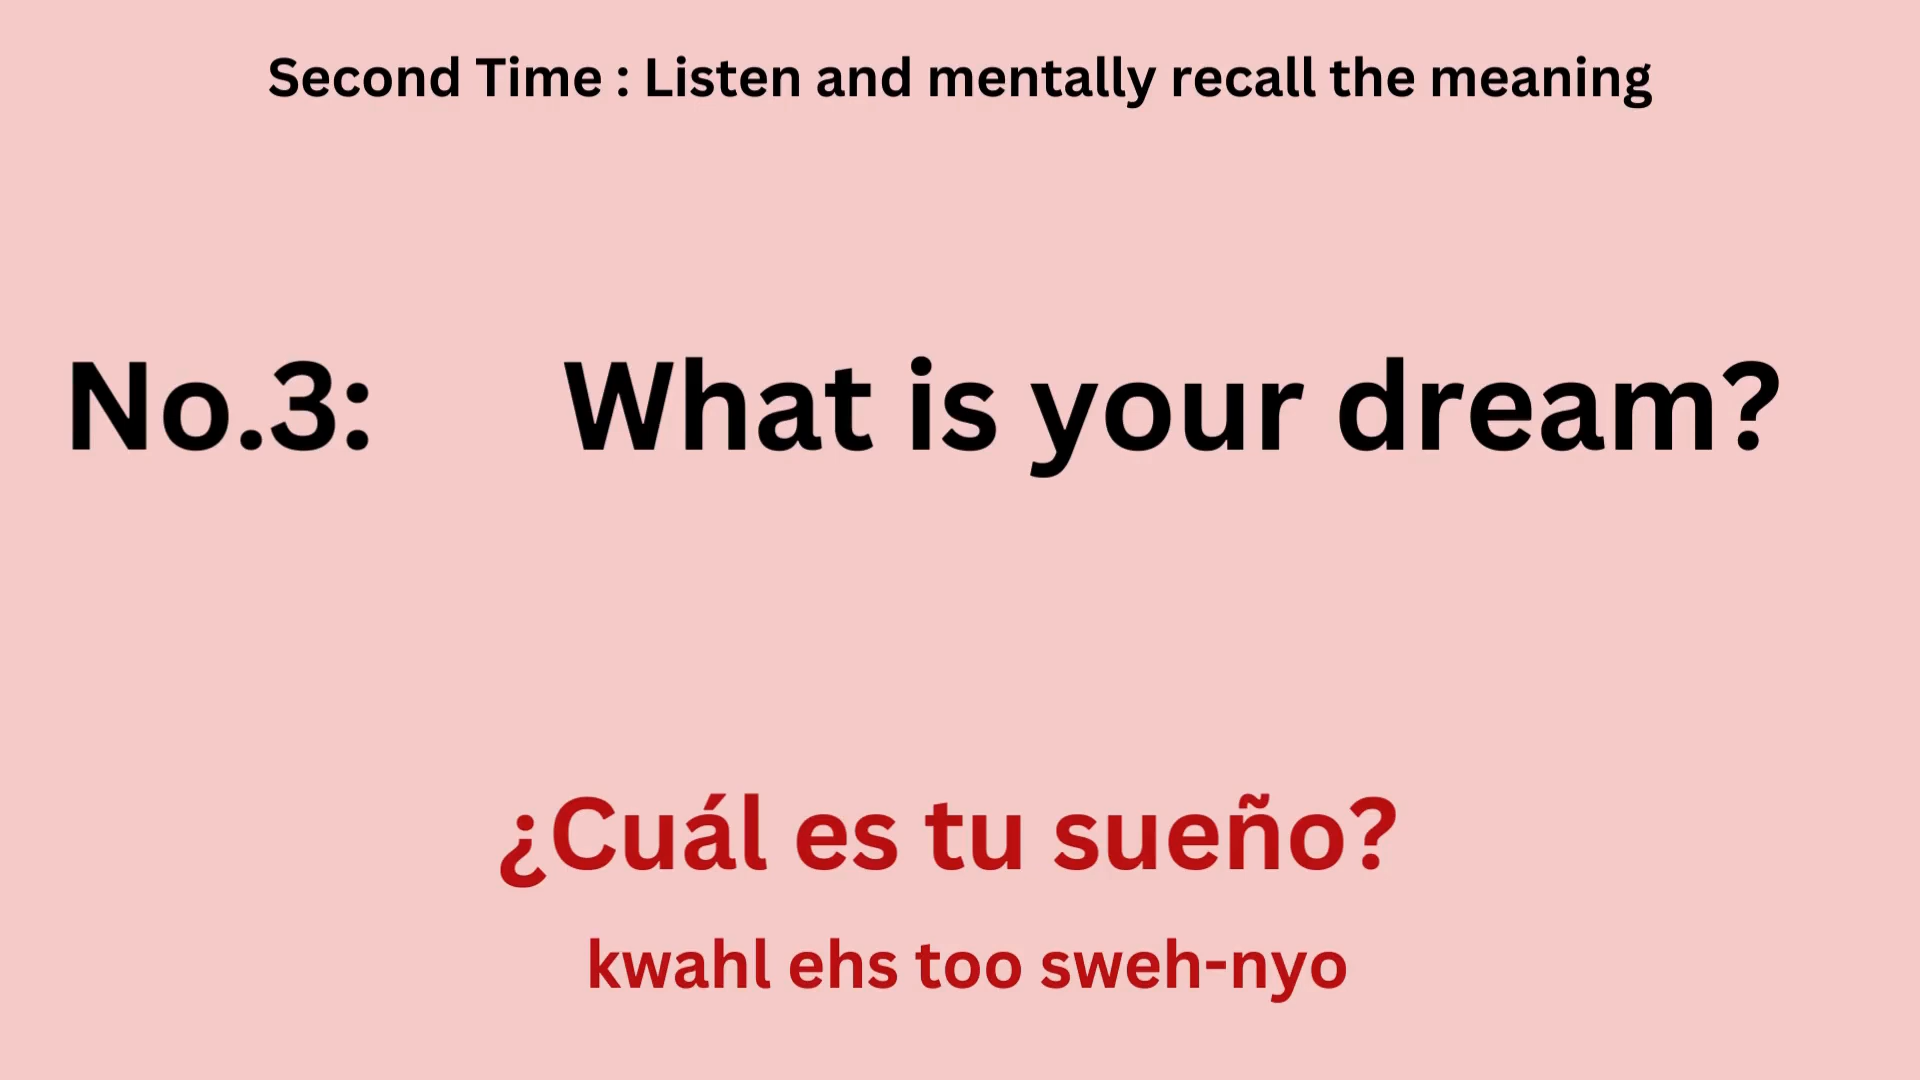 Second Time : Listen and mentally recall the meaning
No.3: What is your dream?
¿Cuál es tu sueño?
kwahl ehs too sweh-nyo